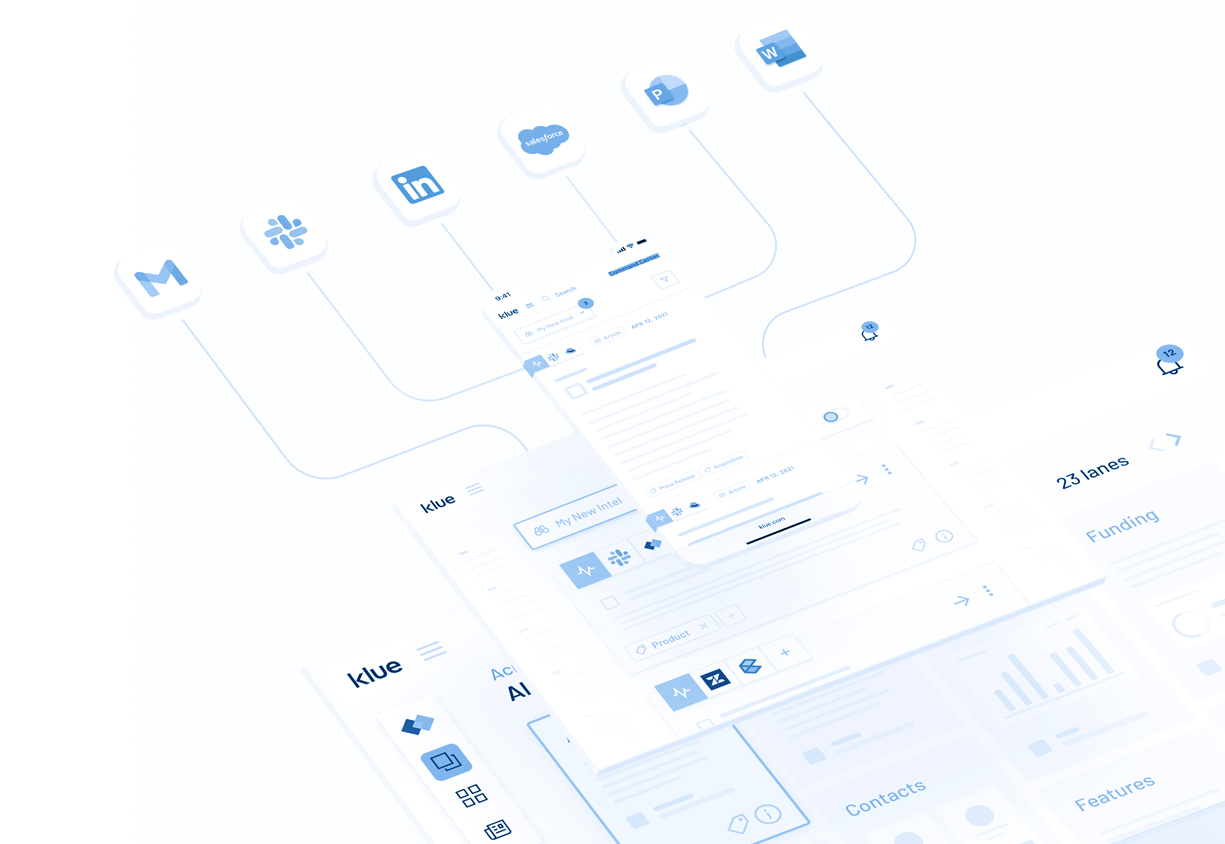 W
P
salesforce
in
9:41
Command Center
klue
Search
My New Intel
3
Article
APR 12, 2021
12
12
Press Release
Acquisition
Article
APR 12, 2021
klue.com
23 lanes
klue
My New Intel
Funding
Product
klue
Ac
Al
Contacts
Features